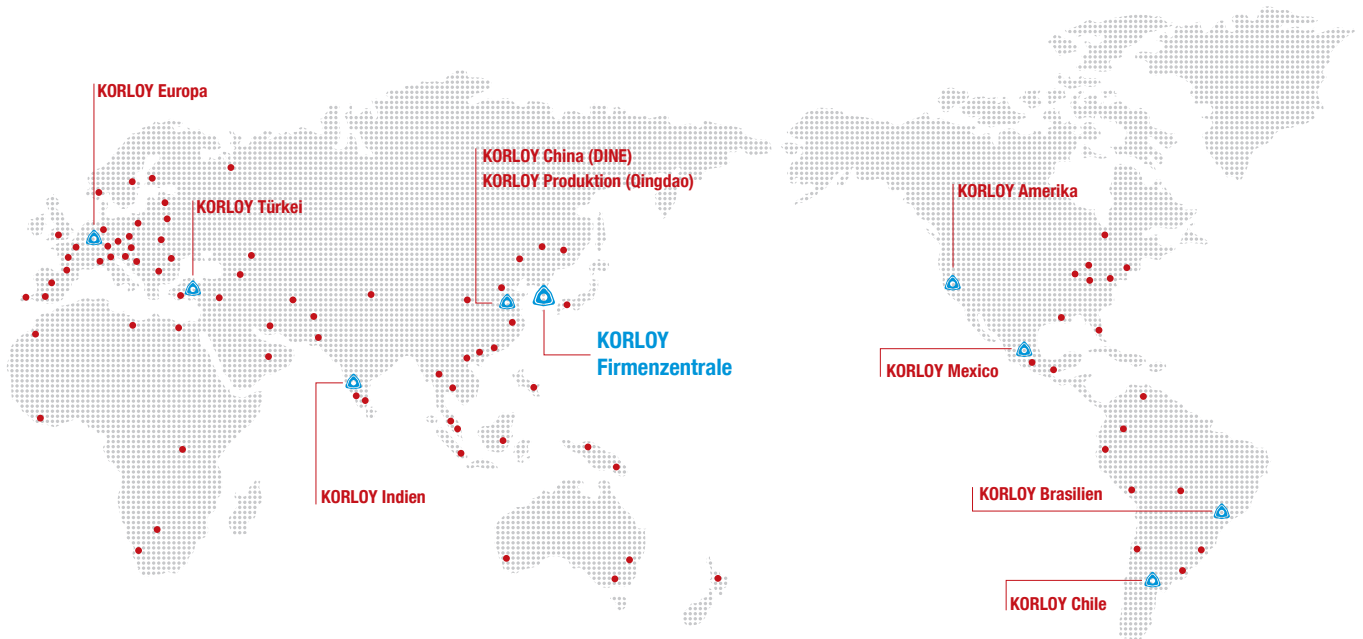 KORLOY Europa
KORLOY China (DINE)
KORLOY Produktion (Qingdao)
KORLOY Amerika
KORLOY Türkei
KORLOY
Firmenzentrale
KORLOY Mexico
KORLOY Indien
KORLOY Brasilien
KORLOY Chile